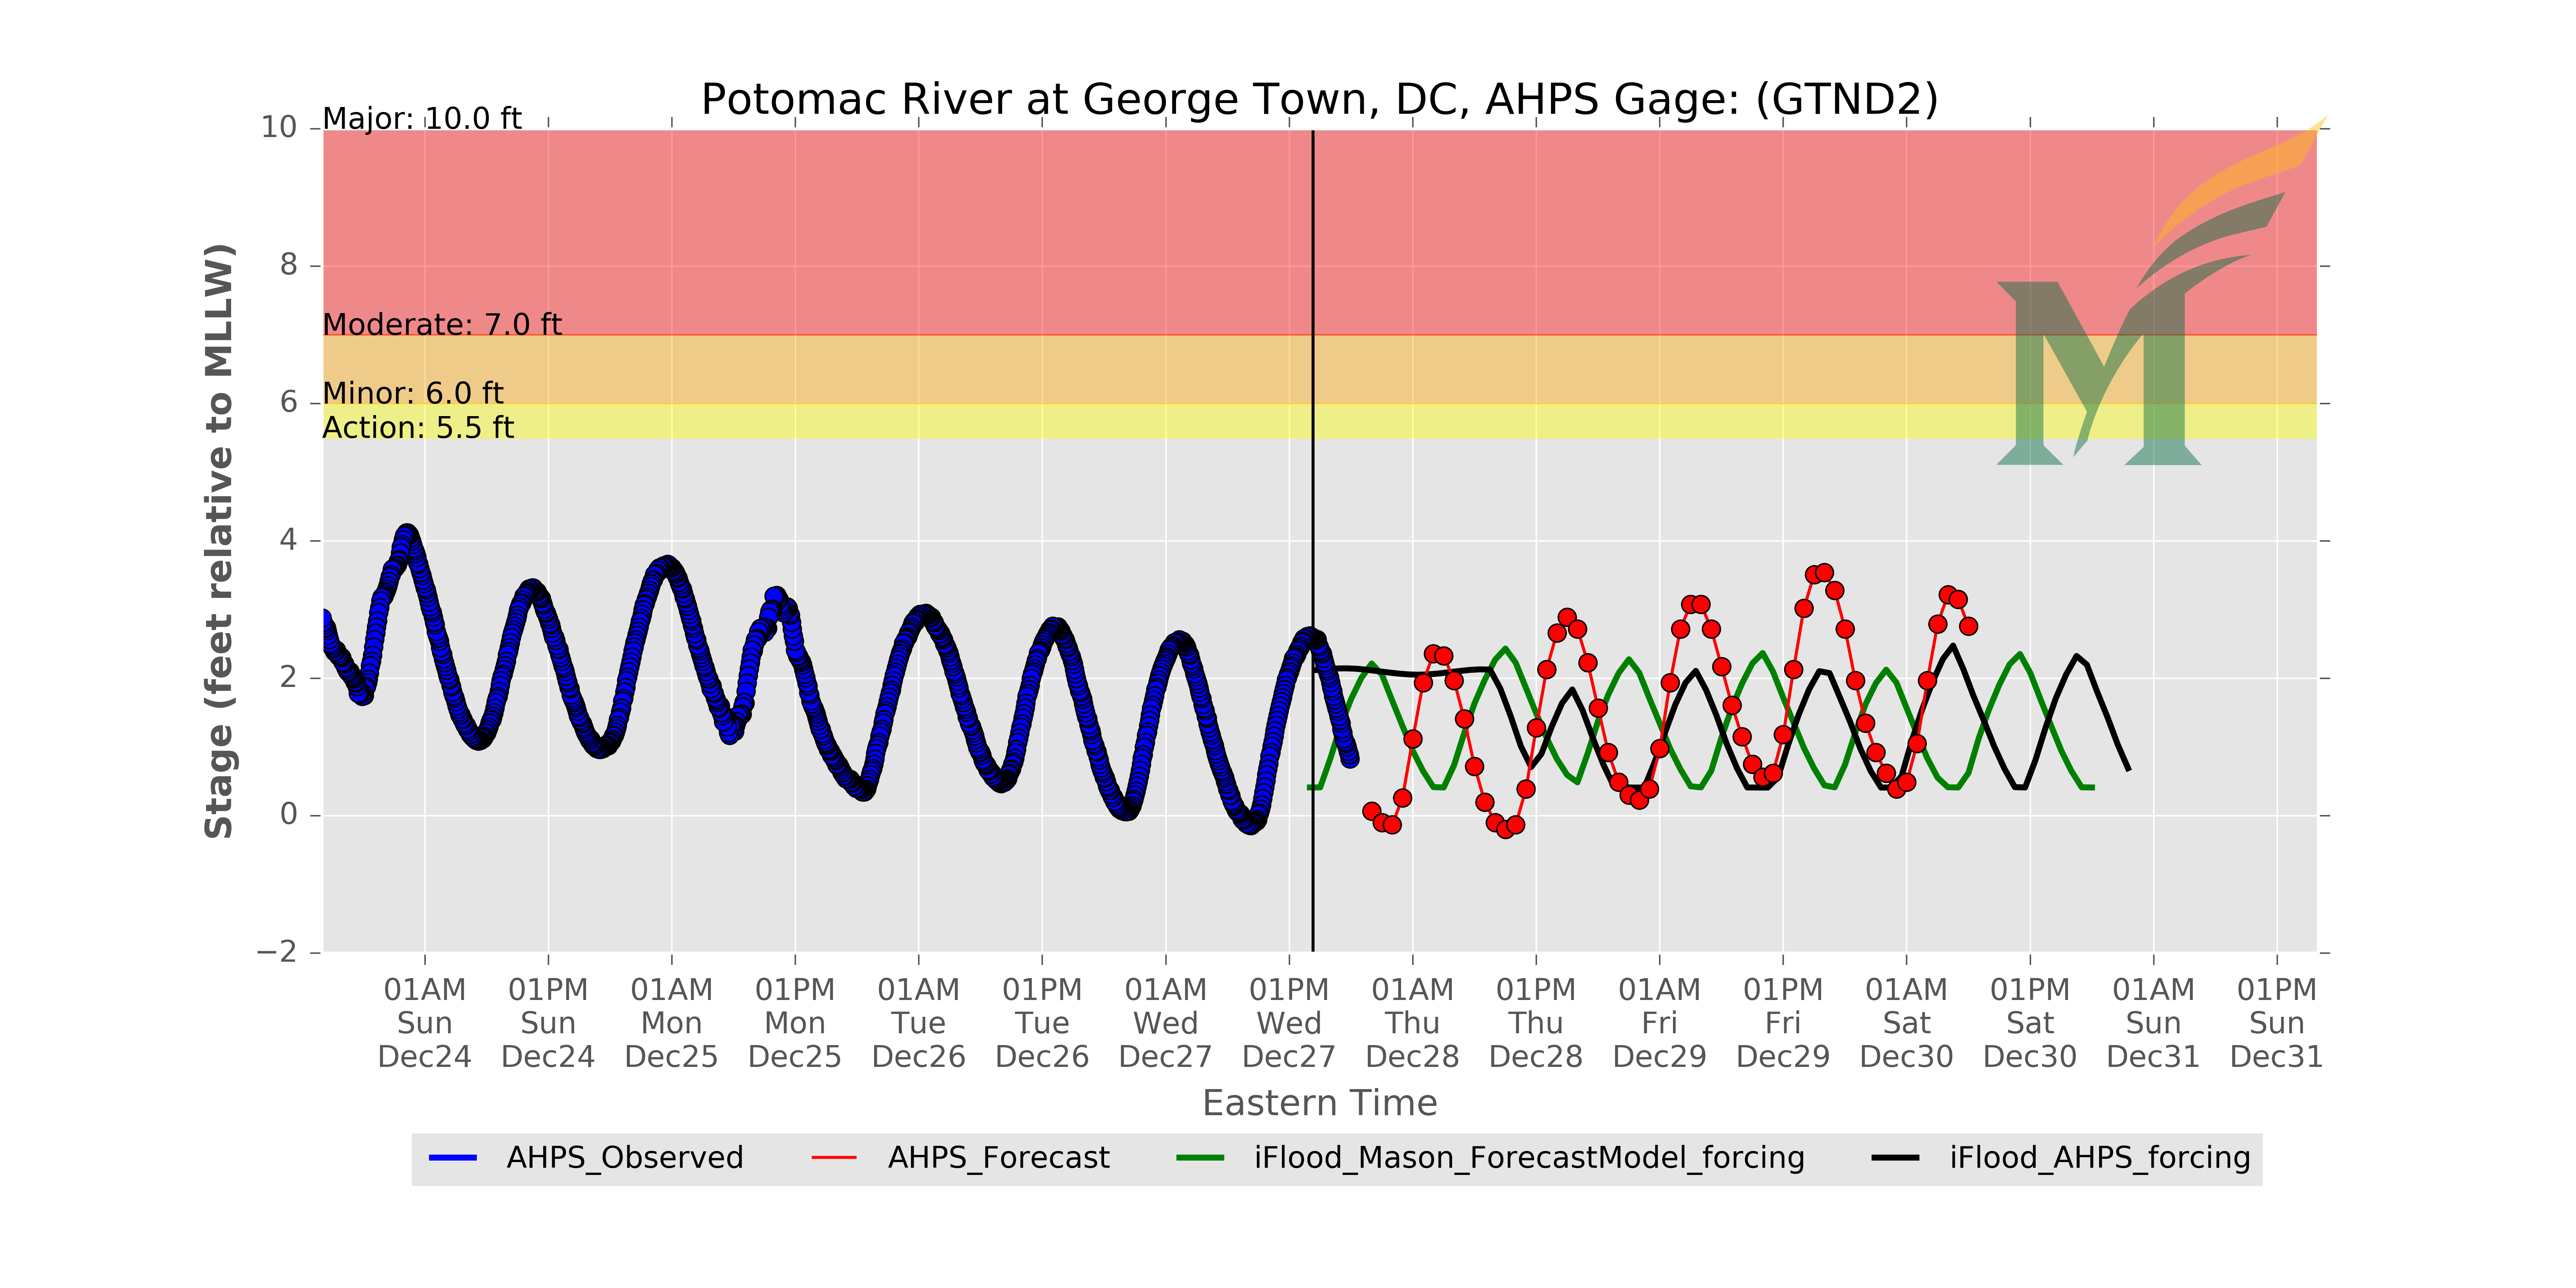 Potomac River at George Town, DC, AHPS Gage: (GTND2)
Major: 10.0 ft
Moderate: 7.0 ft
Minor: 6.0 ft
Action: 5.5 ft
10
8
6
4
2
0
−2
Stage (feet relative to MLLW)
01AM 01PM 01AM 01PM 01AM 01PM 01AM 01PM 01AM 01PM 01AM 01PM 01AM 01PM 01AM 01PM
Sun Sun Mon Mon Tue Tue Wed Wed Thu Thu Fri Fri Sat Sat Sun Sun
Dec24 Dec24 Dec25 Dec25 Dec26 Dec26 Dec27 Dec27 Dec28 Dec28 Dec29 Dec29 Dec30 Dec30 Dec31 Dec31
Eastern Time
AHPS_Observed AHPS_Forecast iFlood_Mason_ForecastModel_forcing iFlood_AHPS_forcing
M